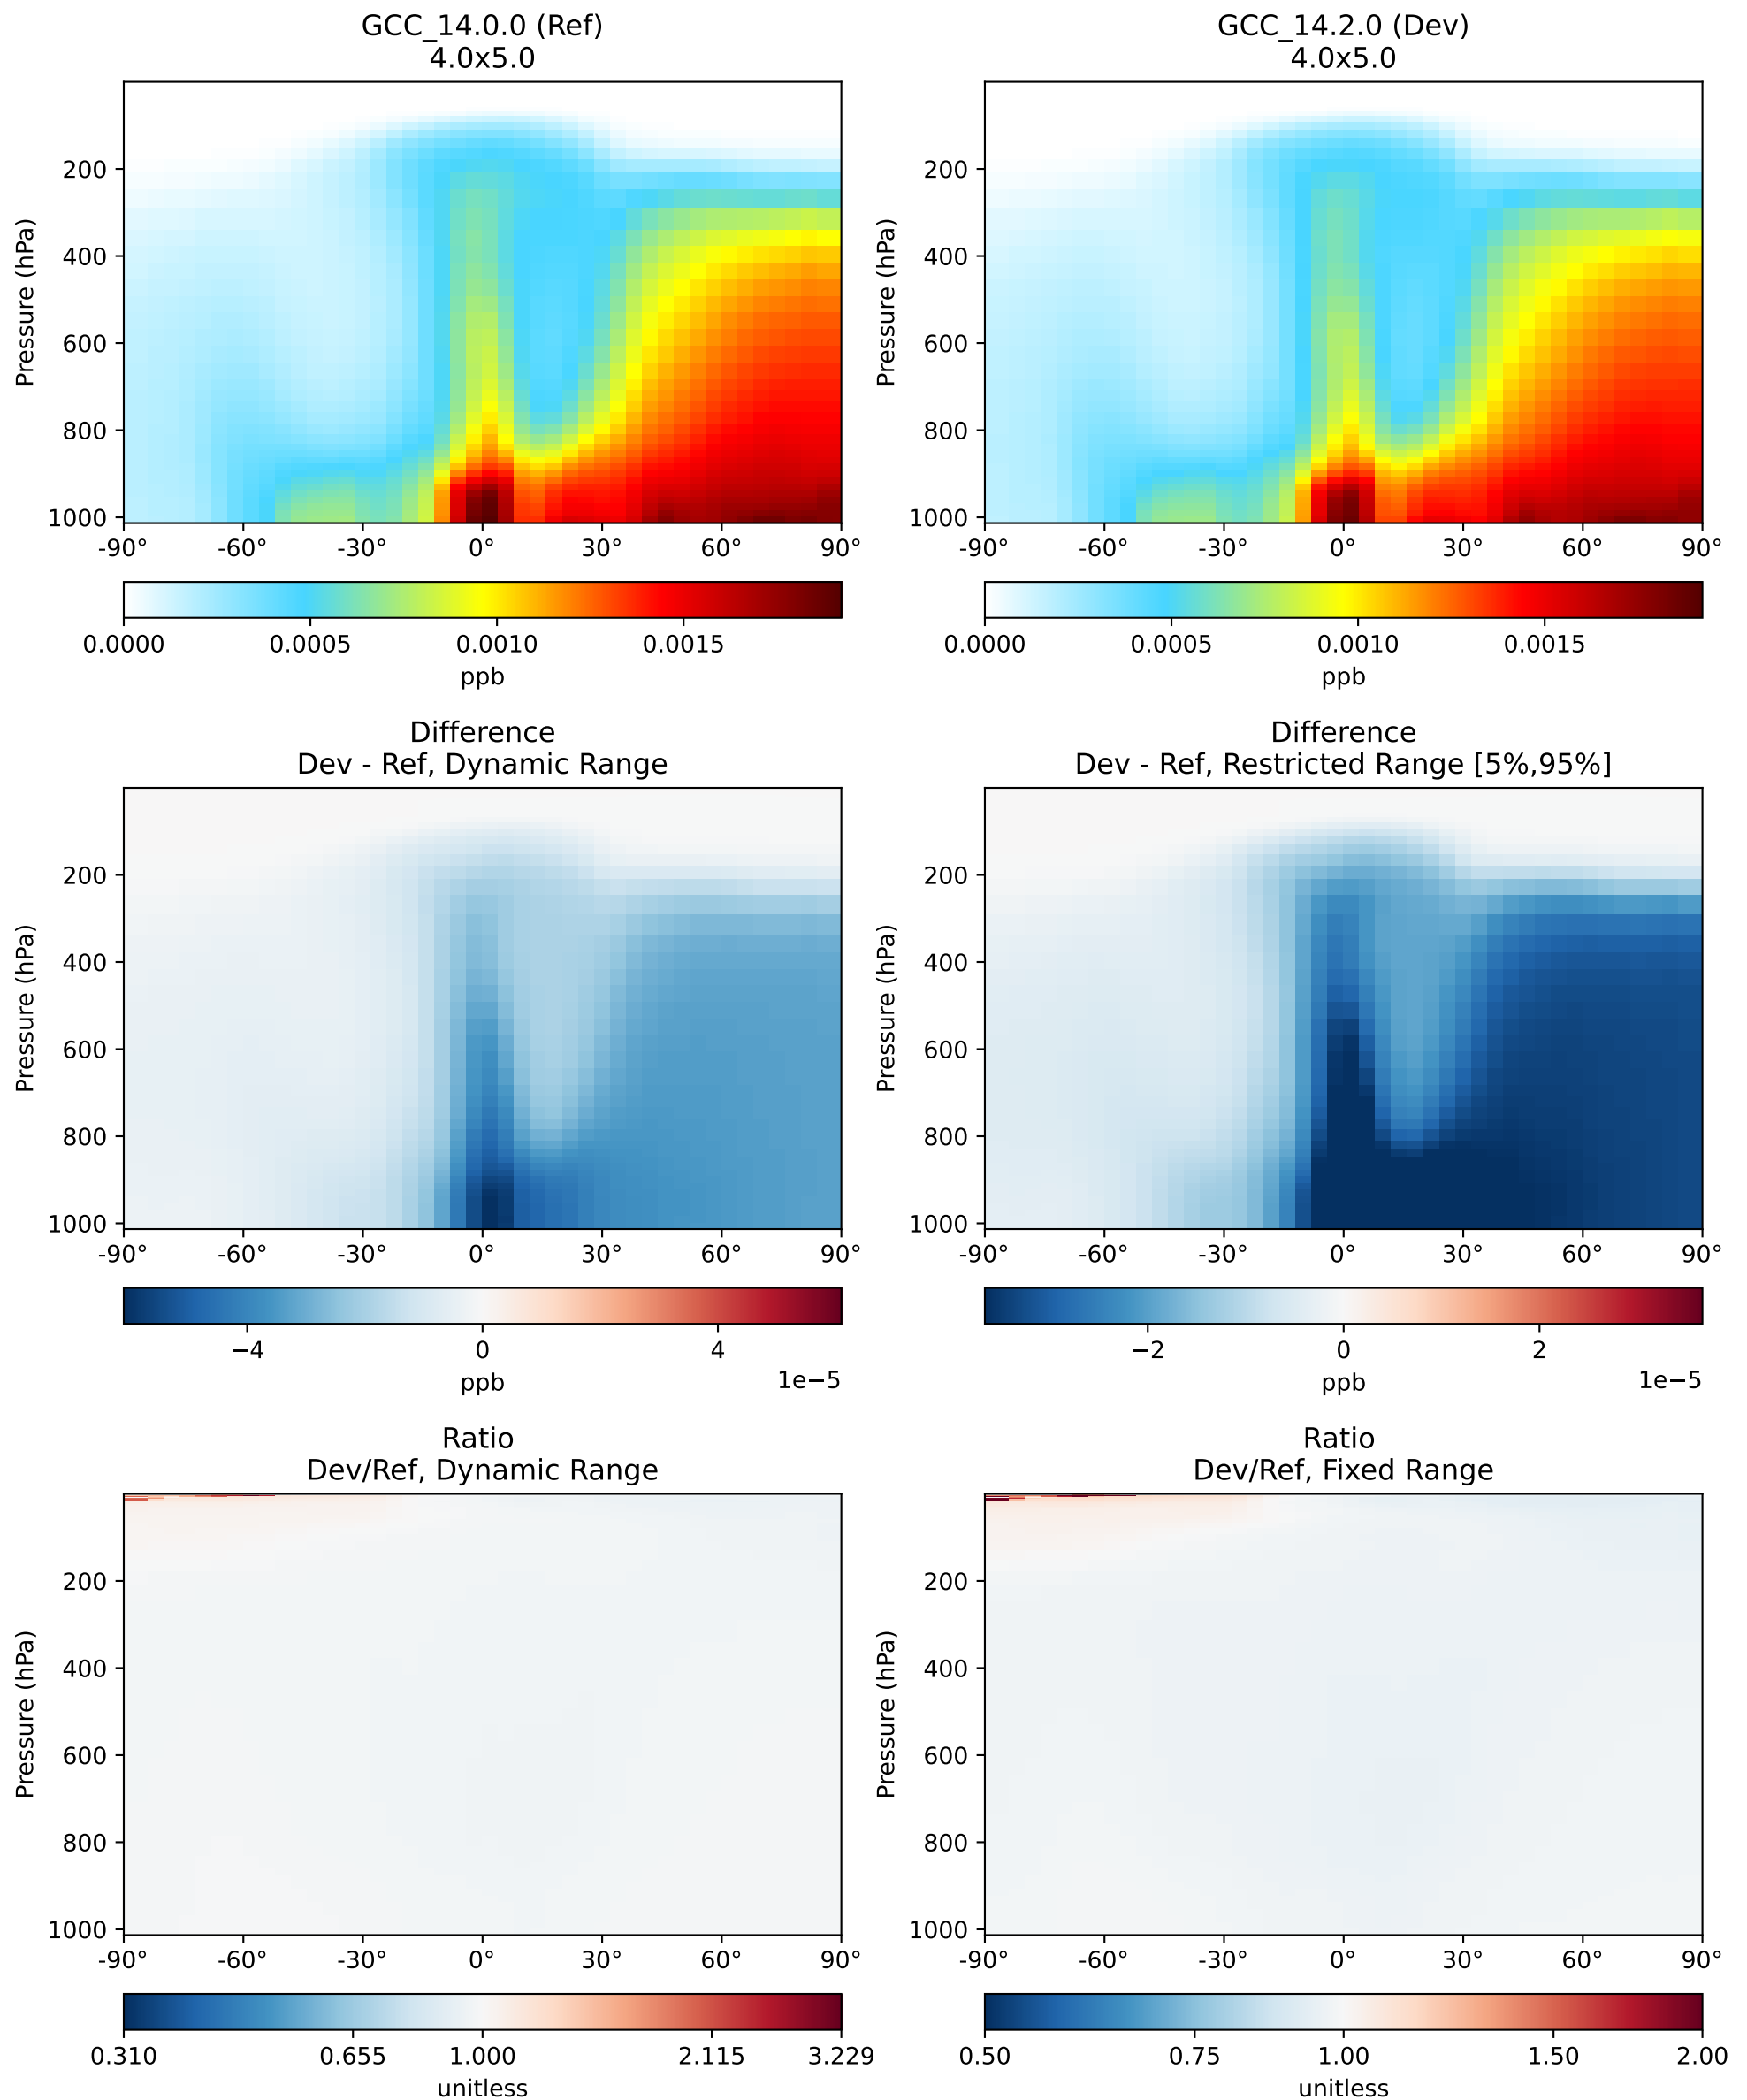 GCC_14.0.0 (Ref)
4.0x5.0
Pressure (hPa)
200
400
600
800
1000
-90° -60° -30° 0° 30° 60° 90°
0.0000 0.0005 0.0010 0.0015
ppb
GCC_14.2.0 (Dev)
4.0x5.0
Pressure (hPa)
200
400
600
800
1000
-90° -60° -30° 0° 30° 60° 90°
0.0000 0.0005 0.0010 0.0015
ppb
Difference
Dev - Ref, Dynamic Range
Pressure (hPa)
200
400
600
800
1000
-90° -60° -30° 0° 30° 60° 90°
−4 0 4
ppb 1e−5
Difference
Dev - Ref, Restricted Range [5%,95%]
Pressure (hPa)
200
400
600
800
1000
-90° -60° -30° 0° 30° 60° 90°
−2 0 2
ppb 1e−5
Ratio
Dev/Ref, Dynamic Range
Pressure (hPa)
200
400
600
800
1000
-90° -60° -30° 0° 30° 60° 90°
0.310 0.655 1.000 2.115 3.229
unitless
Ratio
Dev/Ref, Fixed Range
Pressure (hPa)
200
400
600
800
1000
-90° -60° -30° 0° 30° 60° 90°
0.50 0.75 1.00 1.50 2.00
unitless